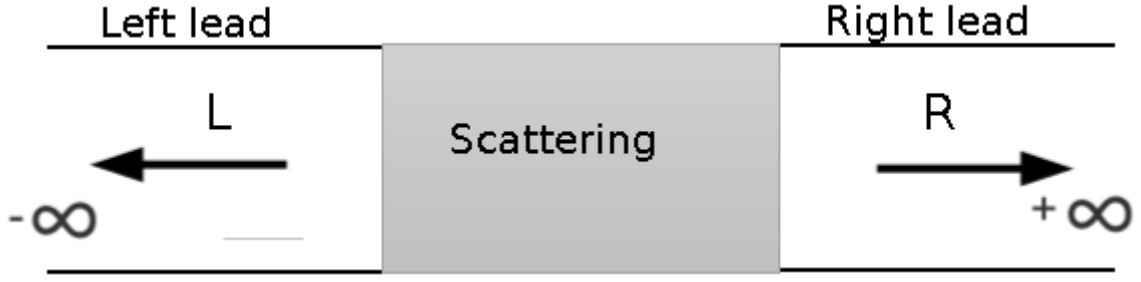 Left lead
Right lead
L
R
Scattering
- ∞
+ ∞